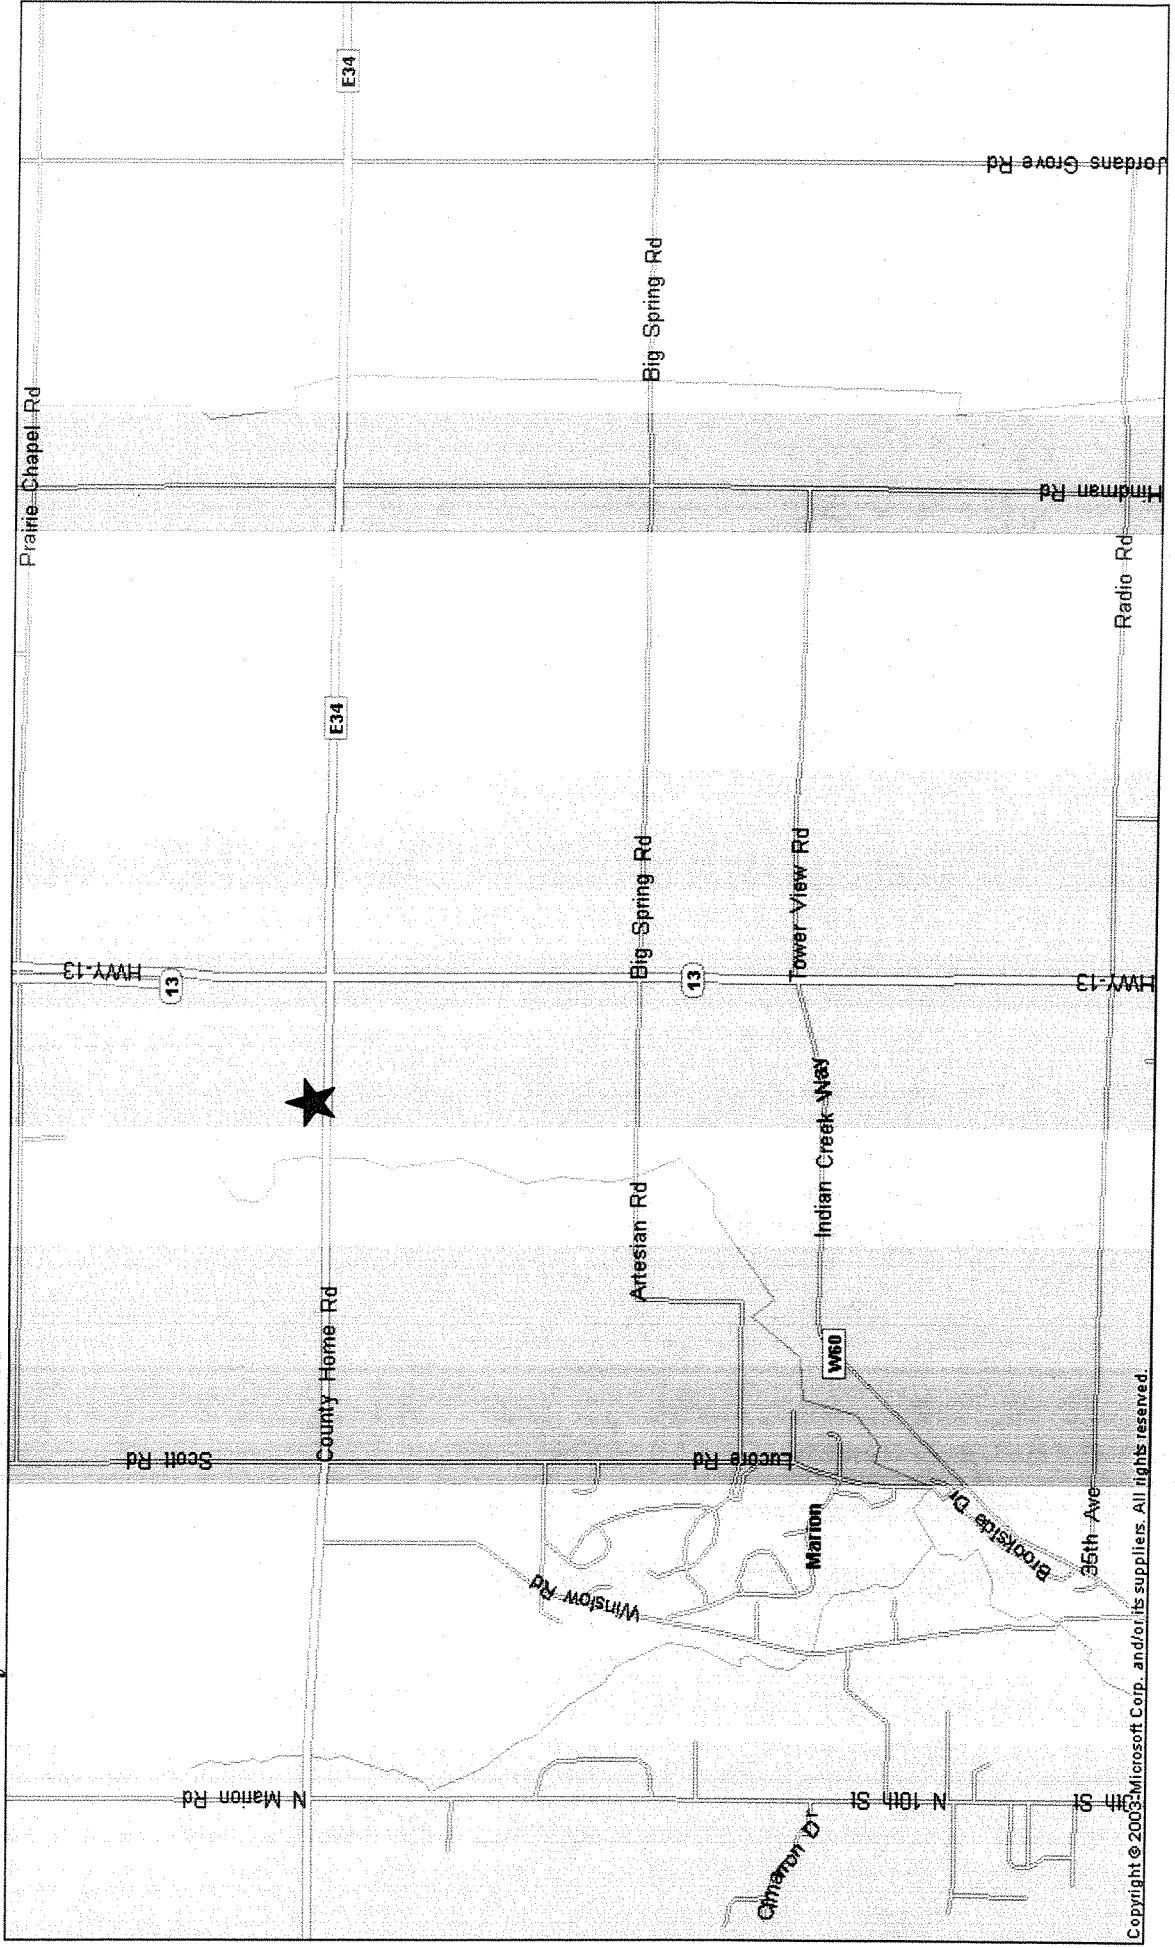 Prairie Chapel Rd
E34
E34
County Home Rd
HWY-13
13
Scott Rd
N Marion Rd
Big Spring Rd
Big Spring Rd
Artesian Rd
13
Tower View Rd
Indian Creek Way
W60
Eucore Rd
Winslow Rd
Marion
Brookside Dr
35th Ave
Radio Rd
HWY-13
Hindman Rd
Jordans Grove Rd
N 10th St
Cimarron Dr
0th St
Copyright © 2003 Microsoft Corp. and/or its suppliers. All rights reserved.